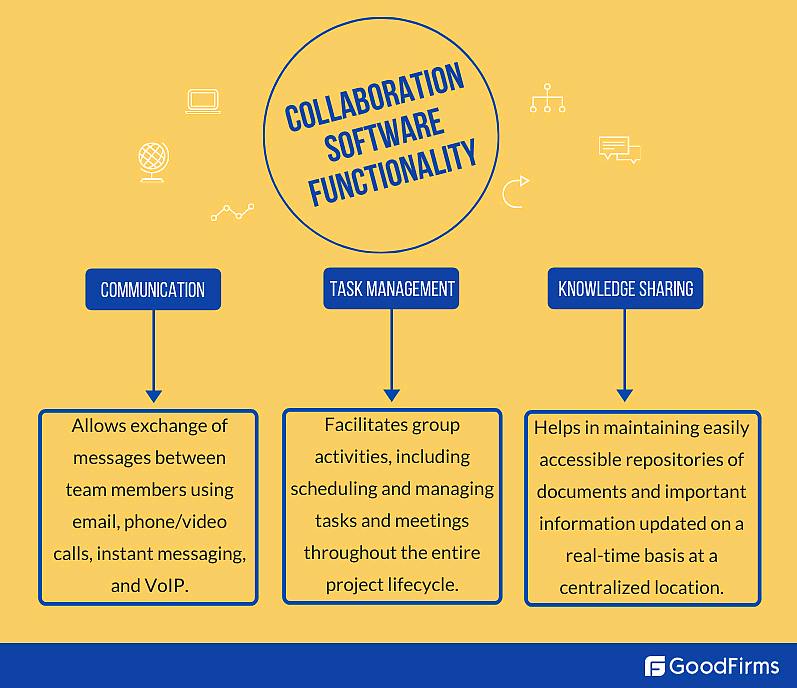 COLLABORATION
SOFTWARE
FUNCTIONALITY
COMMUNICATION
Allows exchange of
messages between
team members using
email, phone/video
calls, instant messaging,
and VoIP.
TASK MANAGEMENT
Facilitates group
activities, including
scheduling and managing
tasks and meetings
throughout the entire
project lifecycle.
KNOWLEDGE SHARING
Helps in maintaining easily
accessible repositories of
documents and important
information updated on a
real-time basis at a
centralized location.
GoodFirms